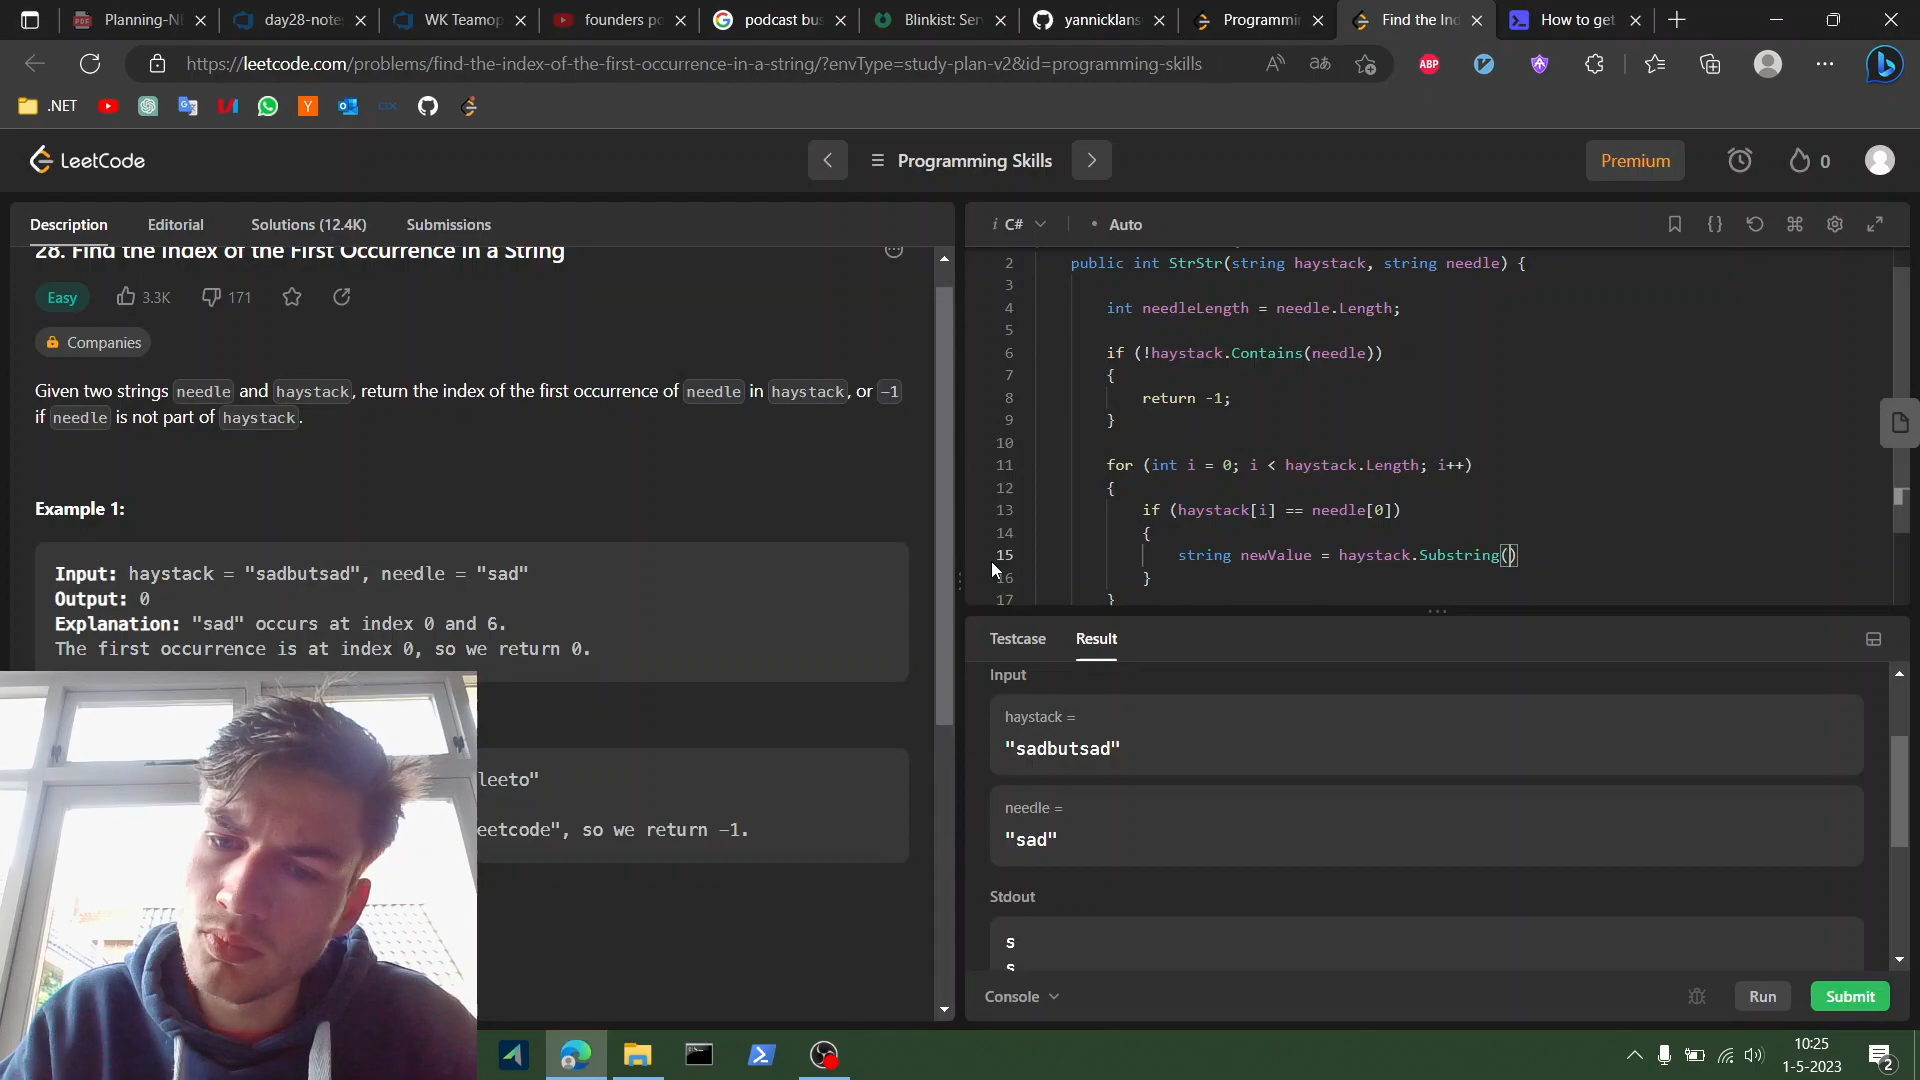 Planning-NE
day28-note
WK Teamop
founders po
podcast bus
Blinkist: Ser
yannicklans
Programmi
Find the Ind
How to get
https://leetcode.com/problems/find-the-index-of-the-first-occurrence-in-a-string/?envType=study-plan-v2&id=programming-skills
.NET
LeetCode
Programming Skills
Premium
0
Description
Editorial
Solutions (12.4K)
Submissions
28. Find the Index of the First Occurrence in a String
Easy
3.3K
171
Companies
Given two strings needle and haystack, return the index of the first occurrence of needle in haystack, or -1
if needle is not part of haystack.
Example 1:
Input: haystack = "sadbutsad", needle = "sad"
Output: 0
Explanation: "sad" occurs at index 0 and 6.
The first occurrence is at index 0, so we return 0.
leeto"
eetcode", so we return -1.
i C#
• Auto
2 public int StrStr(string haystack, string needle) {
3
4 int needleLength = needle.Length;
5
6 if (!haystack.Contains(needle))
7 {
8 return -1;
9 }
10
11 for (int i = 0; i < haystack.Length; i++)
12 {
13 if (haystack[i] == needle[0])
14 {
15 string newValue = haystack.Substring()
16 }
17 }
Testcase
Result
Input
haystack =
"sadbutsad"
needle =
"sad"
Stdout
s
s
Console
Run
Submit
10:25
1-5-2023
2